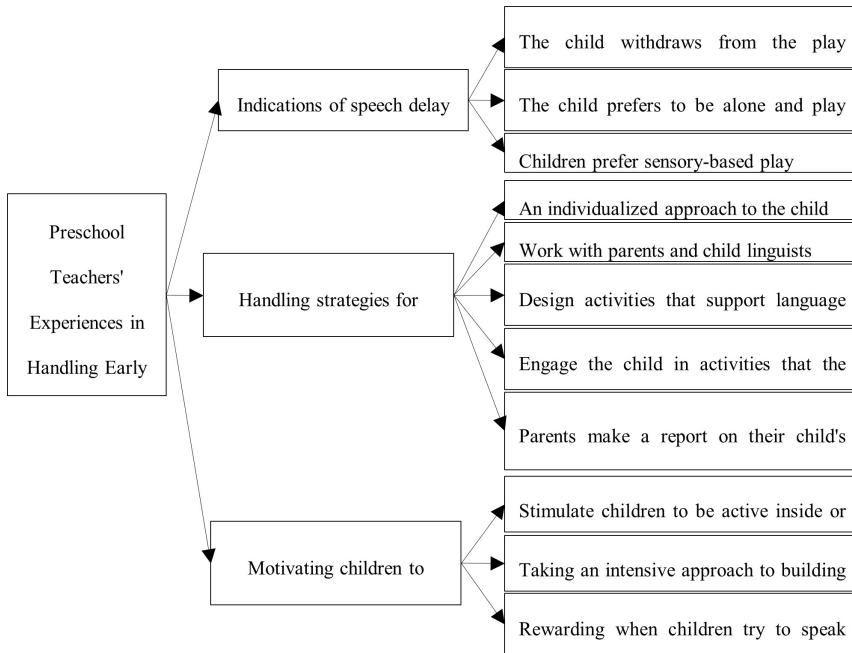 Preschool
Teachers'
Experiences in
Handling Early
Indications of speech delay
The child withdraws from the play
The child prefers to be alone and play
Children prefer sensory-based play
Handling strategies for
An individualized approach to the child
Work with parents and child linguists
Design activities that support language
Engage the child in activities that the
Parents make a report on their child's
Motivating children to
Stimulate children to be active inside or
Taking an intensive approach to building
Rewarding when children try to speak